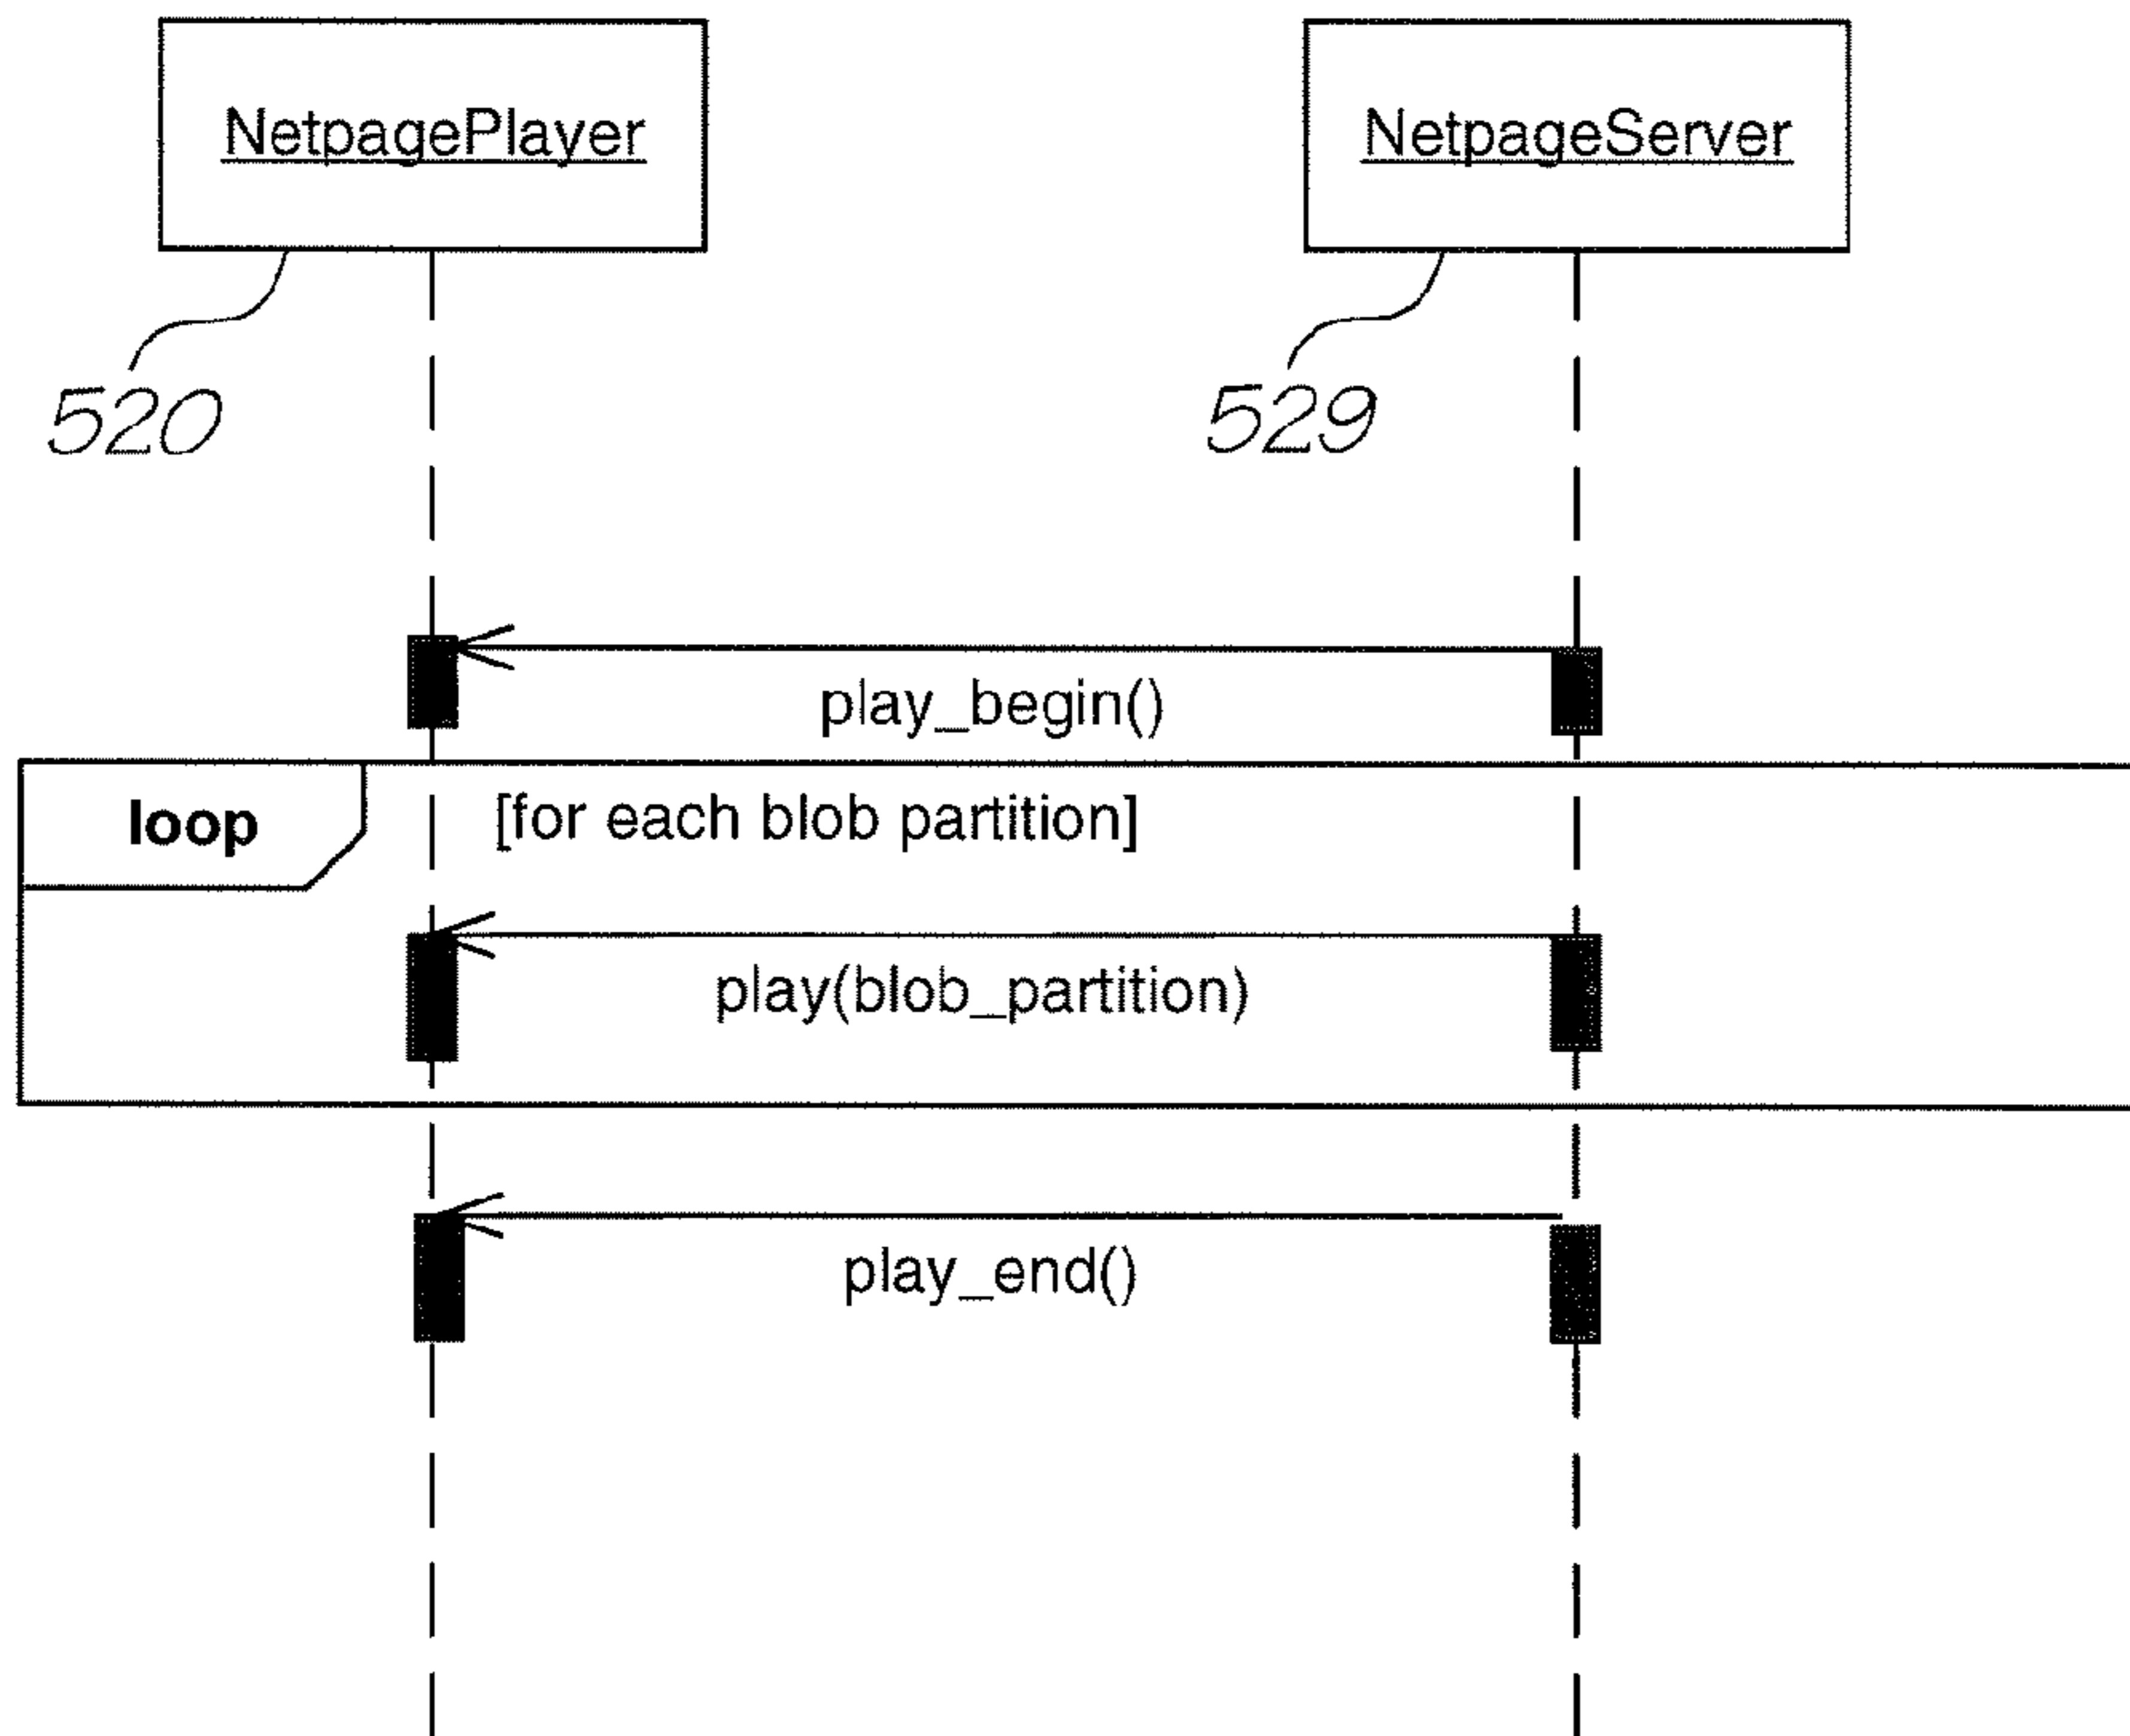 NetpagePlayer
NetpageServer
520
529
play_begin()
loop
[for each blob partition]
play(blob_partition)
play_end()